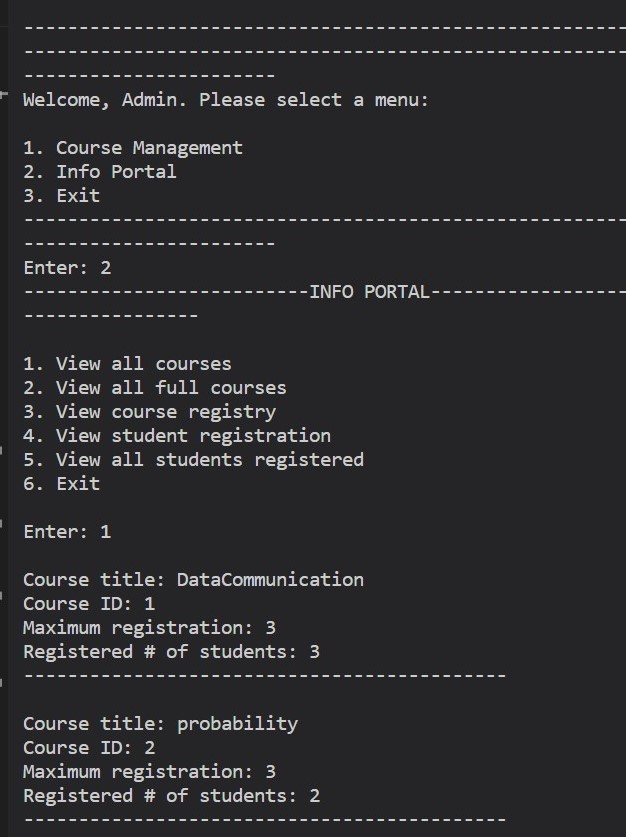 --------------------------------------------------------
--------------------------------------------------------
-----------------------
Welcome, Admin. Please select a menu:
1. Course Management
2. Info Portal
3. Exit
--------------------------------------------------------
-----------------------
Enter: 2
--------------------------INFO PORTAL------------------
----------------
1. View all courses
2. View all full courses
3. View course registry
4. View student registration
5. View all students registered
6. Exit
Enter: 1
Course title: DataCommunication
Course ID: 1
Maximum registration: 3
Registered # of students: 3
--------------------------------------------
Course title: probability
Course ID: 2
Maximum registration: 3
Registered # of students: 2
--------------------------------------------